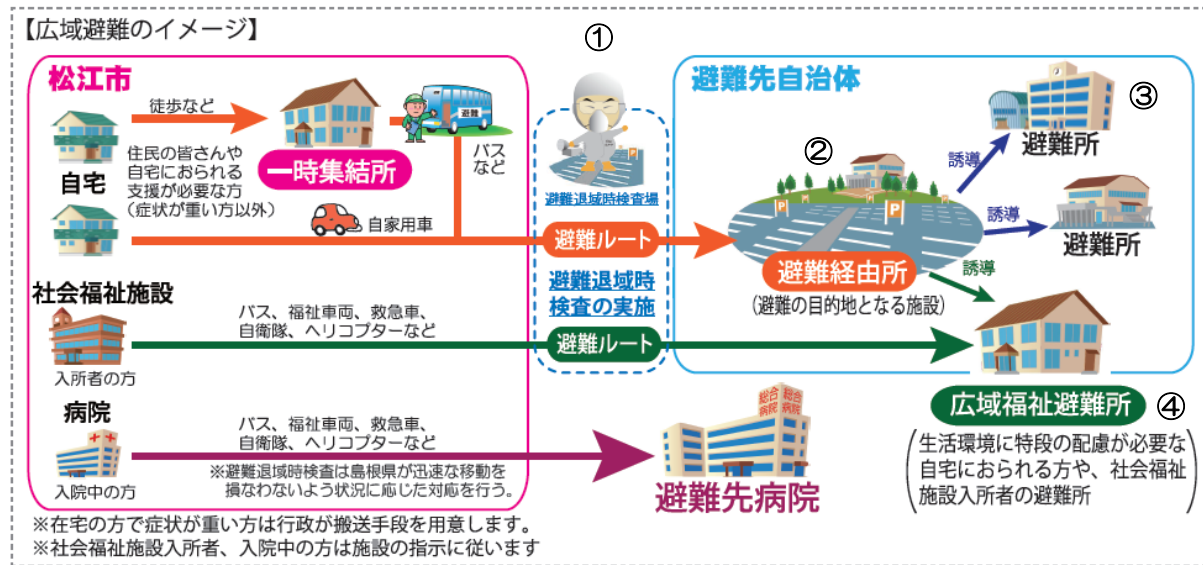 【広域避難のイメージ】
①
松江市
徒歩など
自宅
住民の皆さんや
自宅におられる
支援が必要な方
（症状が重い方以外）
一時集結所
避難
バス
など
自家用車
社会福祉施設
入所者の方
バス、福祉車両、救急車、
自衛隊、ヘリコプターなど
病院
入院中の方
バス、福祉車両、救急車、
自衛隊、ヘリコプターなど
※避難退域時検査は島根県が迅速な移動を
損なわないよう状況に応じた対応を行う。
避難退域時検査場
避難ルート
避難退域時
検査の実施
避難ルート
避難先自治体
②
P
P
P
避難経由所
（避難の目的地となる施設）
誘導
誘導
誘導
③
避難所
避難所
広域福祉避難所
④
（生活環境に特段の配慮が必要な
自宅におられる方や、社会福祉
施設入所者の避難所）
総合
病院
総合
病院
避難先病院
※在宅の方で症状が重い方は行政が搬送手段を用意します。
※社会福祉施設入所者、入院中の方は施設の指示に従います